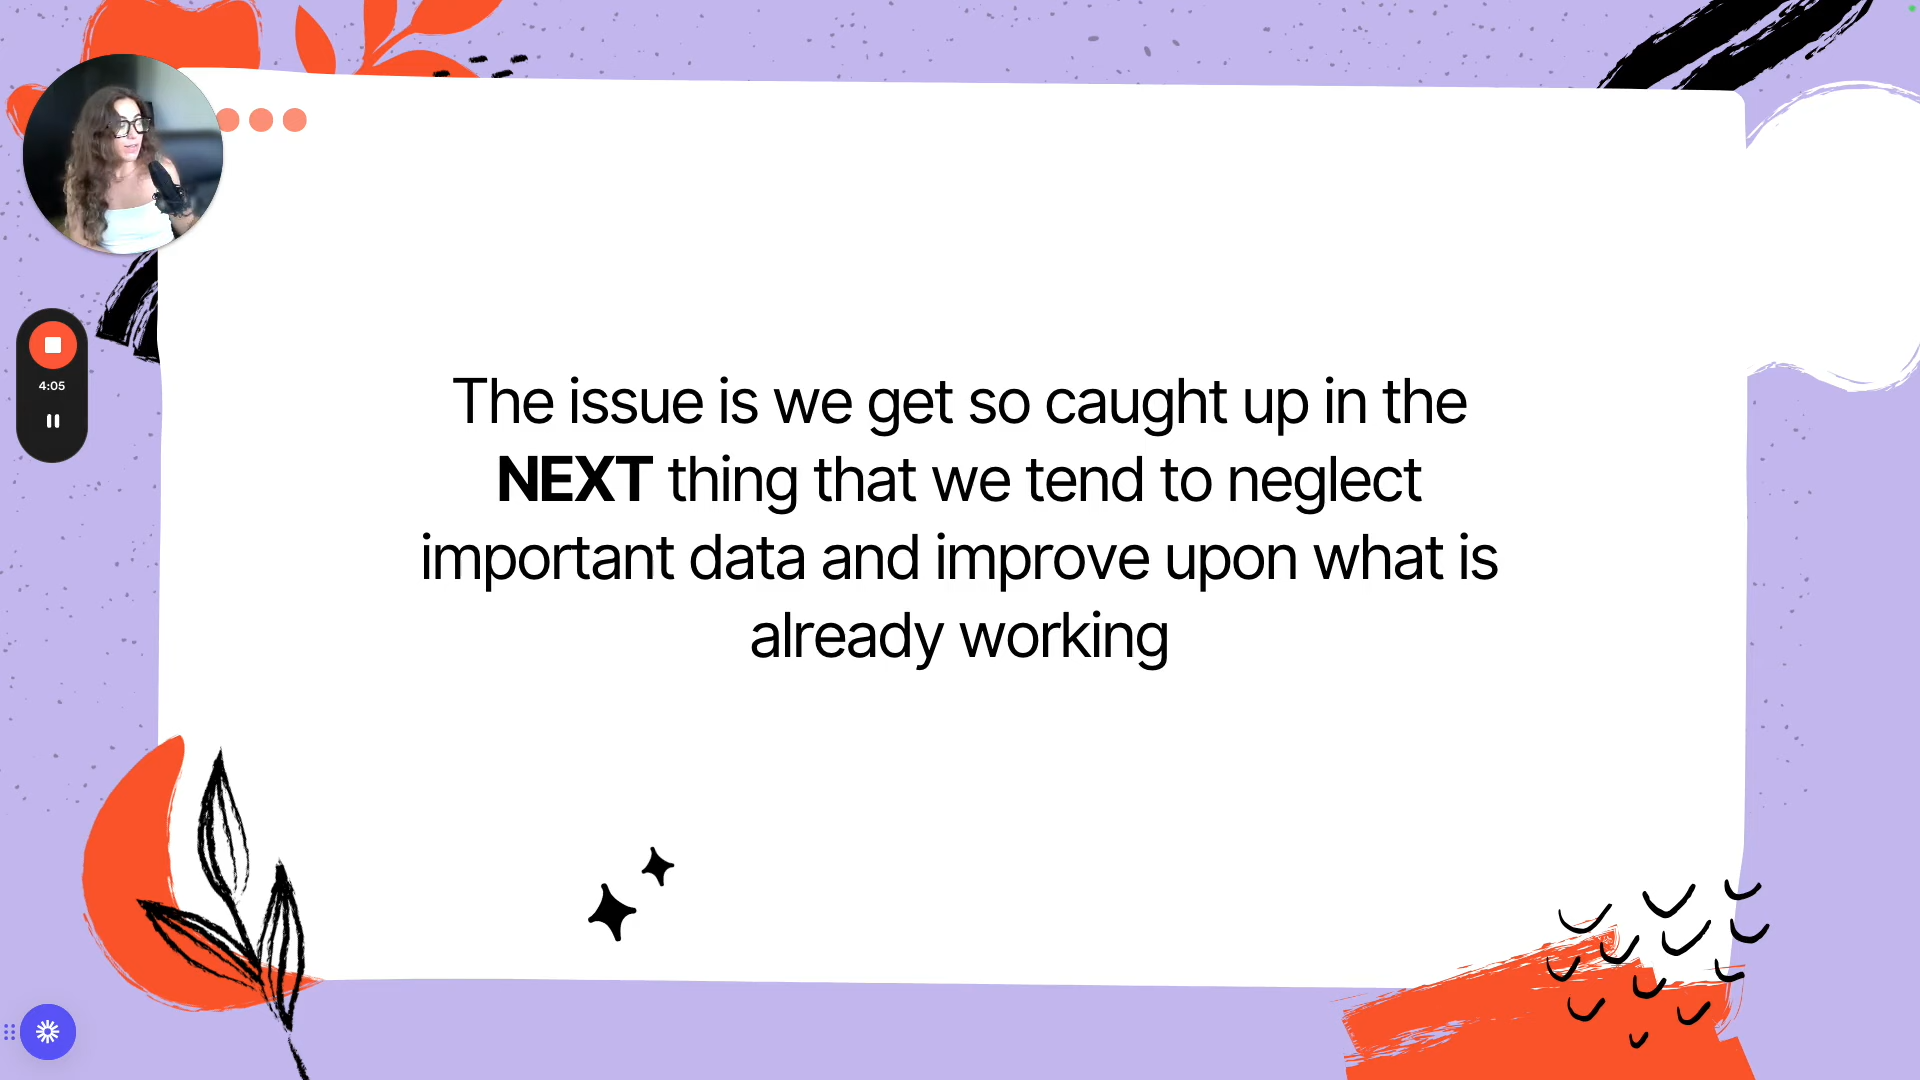 4:05
The issue is we get so caught up in the
NEXT thing that we tend to neglect
important data and improve upon what is
already working